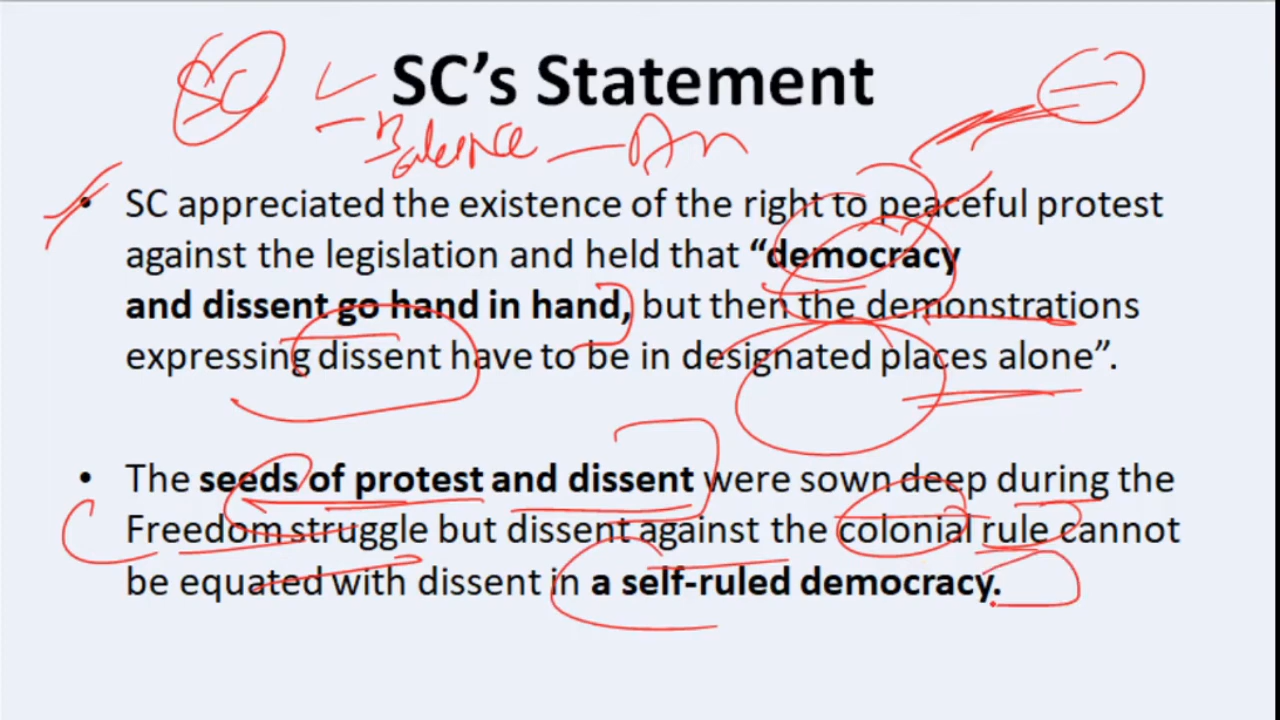 SC
SC's Statement
Balance
• SC appreciated the existence of the right to peaceful protest
against the legislation and held that “democracy
and dissent go hand in hand, but then the demonstrations
expressing dissent have to be in designated places alone”.
• The seeds of protest and dissent were sown deep during the
Freedom struggle but dissent against the colonial rule cannot
be equated with dissent in a self-ruled democracy.